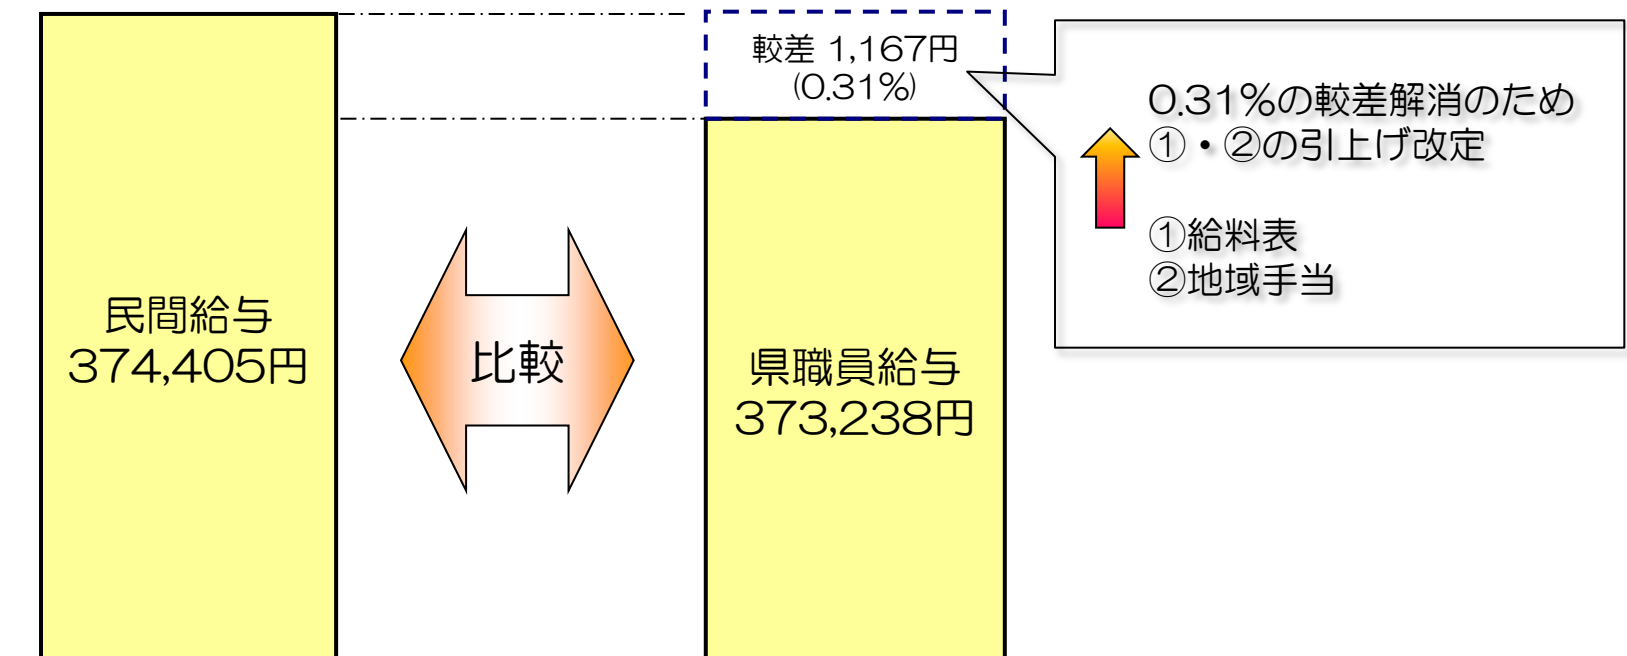 民間給与
374,405円
比較
較差 1,167円
(0.31%)
県職員給与
373,238円
0.31%の較差解消のため
①・②の引上げ改定
①給料表
②地域手当